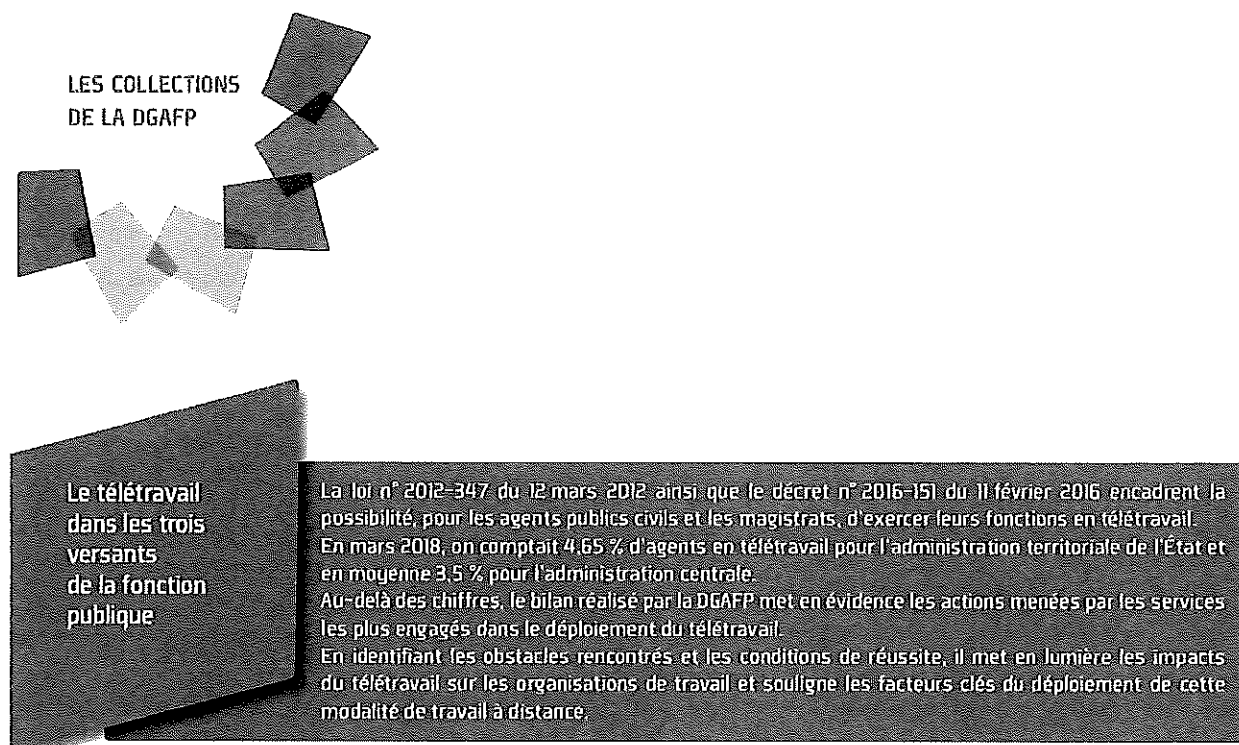 LES COLLECTIONS
DE LA DGAFP
Le télétravail
dans les trois
versants
de la fonction
publique
La loi n° 2012-347 du 12 mars 2012 ainsi que le décret n° 2016-151 du 11 février 2016 encadrent la
possibilité, pour les agents publics civils et les magistrats, d'exercer leurs fonctions en télétravail.
En mars 2018, on comptait 4,65 % d'agents en télétravail pour l'administration territoriale de l'État et
en moyenne 3,5 % pour l'administration centrale.
Au-delà des chiffres, le bilan réalisé par la DGAFP met en évidence les actions menées par les services
les plus engagés dans le déploiement du télétravail.
En identifiant les obstacles rencontrés et les conditions de réussite, il met en lumière les impacts
du télétravail sur les organisations de travail et souligne les facteurs clés du déploiement de cette
modalité de travail à distance.